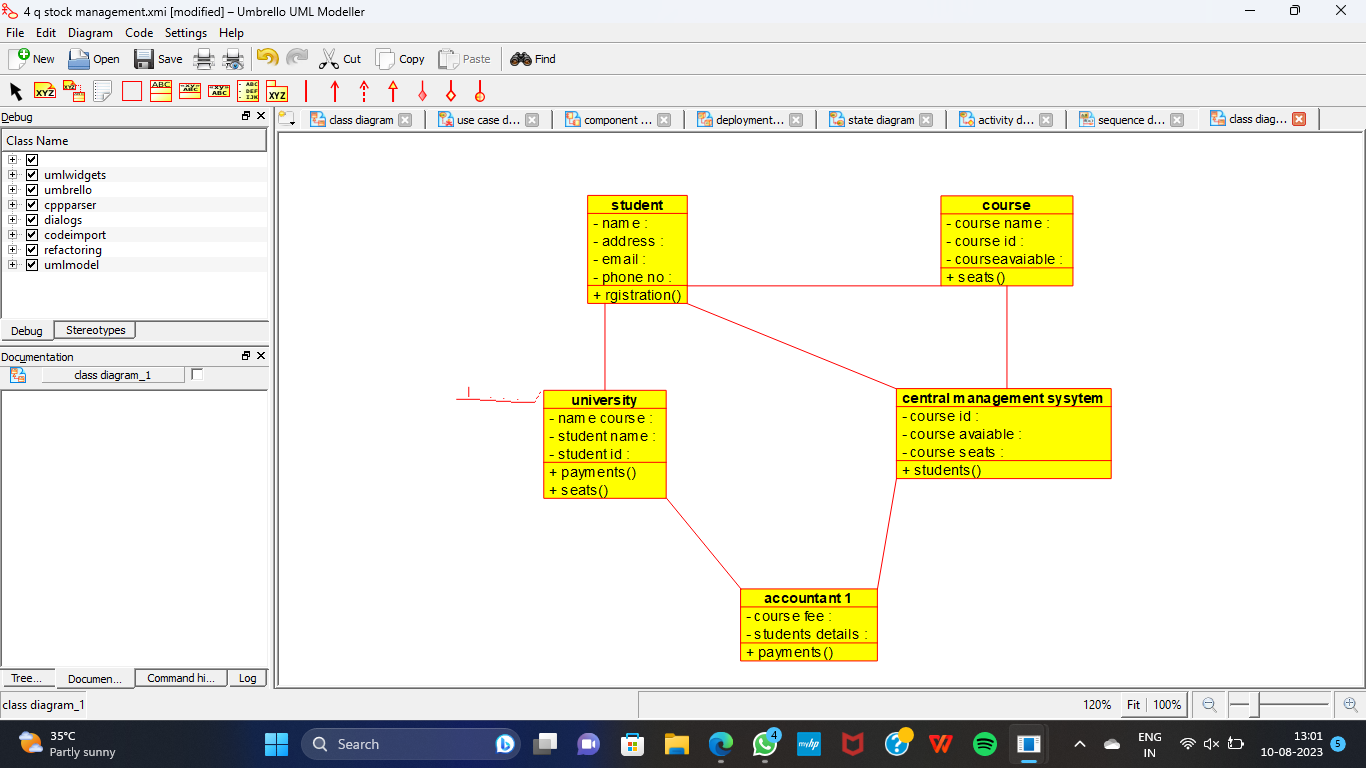 4 q stock management.xmi [modified] – Umbrello UML Modeller
File Edit Diagram Code Settings Help
New Open Save Cut Copy Paste Find
XYZ XYZ ABC -xy= ABC -xy= ABC ABC DEF IJK XYZ
Debug
class diagram use case d... component ... deployment... state diagram activity d... sequence d... class diag...
Class Name
umlwidgets
umbrello
cppparser
dialogs
codeimport
refactoring
umlmodel
Debug Stereotypes
Documentation
class diagram_1
student
- name :
- address :
- email :
- phone no :
+ rgistration()
course
- course name :
- course id :
- courseavaiable :
+ seats()
university
- name course :
- student name :
- student id :
+ payments()
+ seats()
central management sysytem
- course id :
- course avaiable :
- course seats :
+ students()
accountant 1
- course fee :
- students details :
+ payments()
Tree... Documen... Command hi... Log
class diagram_1 120% Fit 100%
35°C
Partly sunny
Search
4
myhp
ENG
IN
13:01
10-08-2023
5